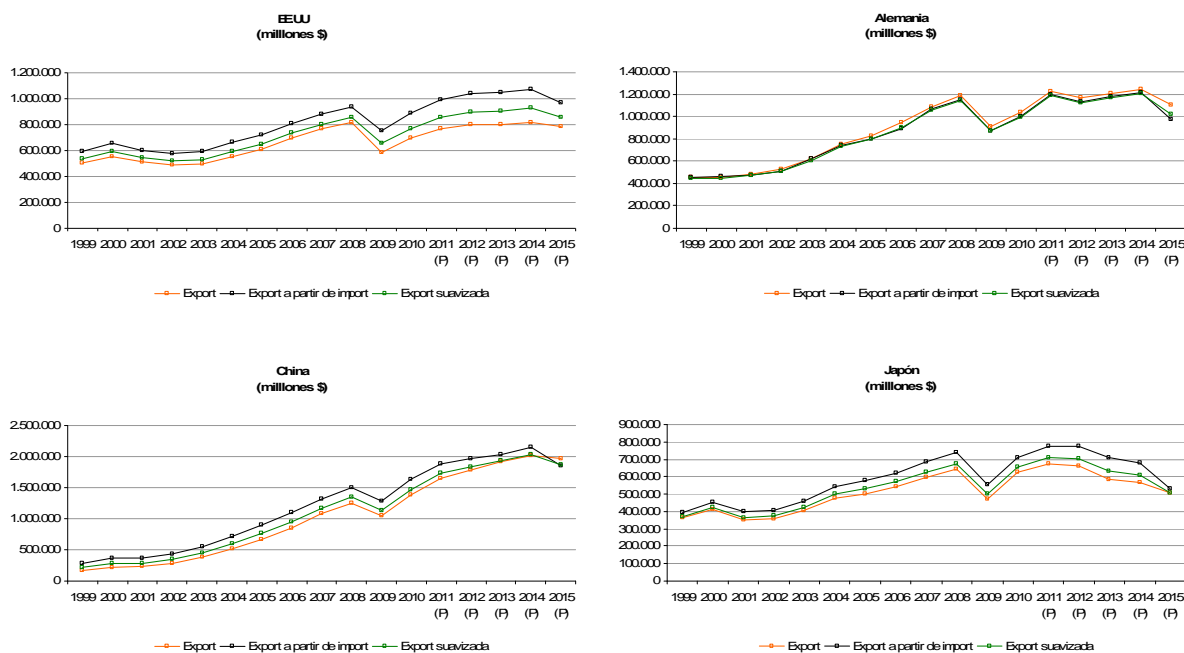 EEUU
(milllones $)
1.200.000
1.000.000
800.000
600.000
400.000
200.000
0
1999 2000 2001 2002 2003 2004 2005 2006 2007 2008 2009 2010 2011 2012 2013 2014 2015
(P) (P) (P) (P) (P)
Export Export a partir de import Export suavizada
Alemania
(milllones $)
1.400.000
1.200.000
1.000.000
800.000
600.000
400.000
200.000
0
1999 2000 2001 2002 2003 2004 2005 2006 2007 2008 2009 2010 2011 2012 2013 2014 2015
(P) (P) (P) (P) (P)
Export Export a partir de import Export suavizada
China
(milllones $)
2.500.000
2.000.000
1.500.000
1.000.000
500.000
0
1999 2000 2001 2002 2003 2004 2005 2006 2007 2008 2009 2010 2011 2012 2013 2014 2015
(P) (P) (P) (P) (P)
Export Export a partir de import Export suavizada
Japón
(milllones $)
900.000
800.000
700.000
600.000
500.000
400.000
300.000
200.000
100.000
0
1999 2000 2001 2002 2003 2004 2005 2006 2007 2008 2009 2010 2011 2012 2013 2014 2015
(P) (P) (P) (P) (P)
Export Export a partir de import Export suavizada